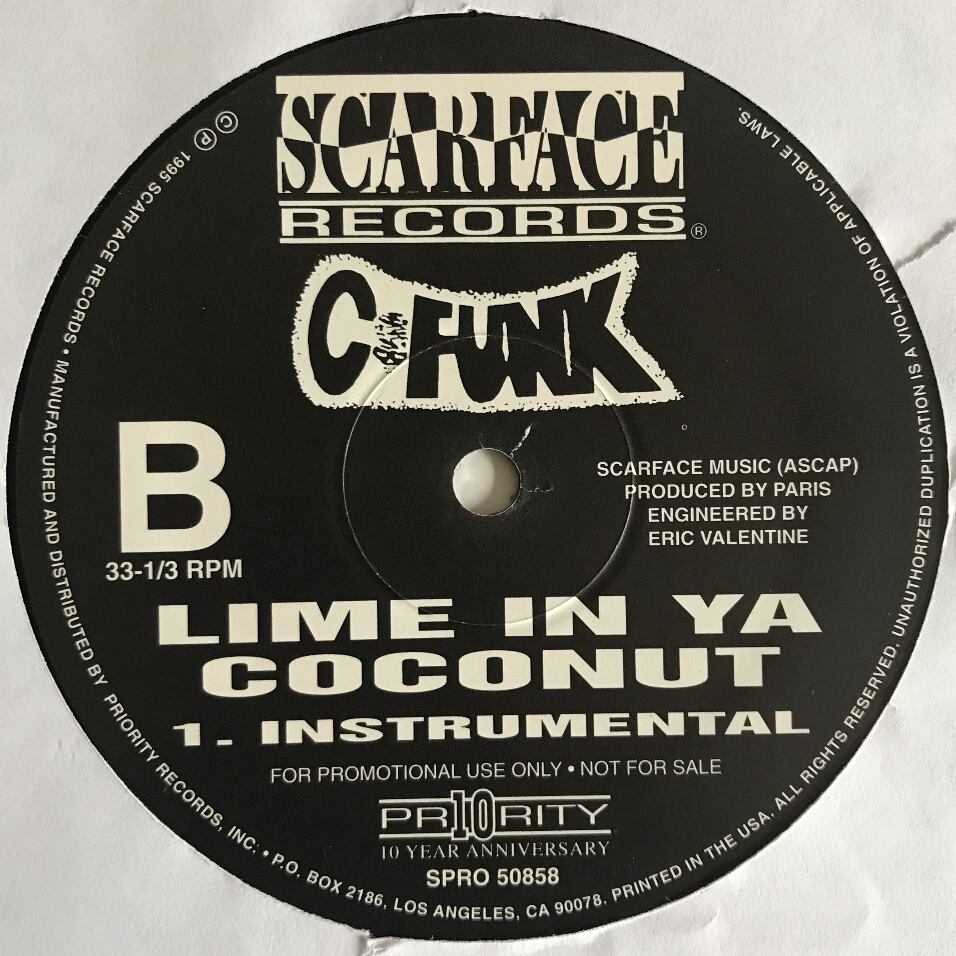 SCARFACE
RECORDS®
C FUNK
B
33-1/3 RPM
SCARFACE MUSIC (ASCAP)
PRODUCED BY PARIS
ENGINEERED BY
ERIC VALENTINE
LIME IN YA
COCONUT
1. INSTRUMENTAL
FOR PROMOTIONAL USE ONLY • NOT FOR SALE
PR10RITY
10 YEAR ANNIVERSARY
SPRO 50858
© ℗ 1995 SCARFACE RECORDS • MANUFACTURED AND DISTRIBUTED BY PRIORITY RECORDS, INC. • P.O. BOX 2186, LOS ANGELES, CA 90078. PRINTED IN THE USA. ALL RIGHTS RESERVED. UNAUTHORIZED DUPLICATION IS A VIOLATION OF APPLICABLE LAWS.